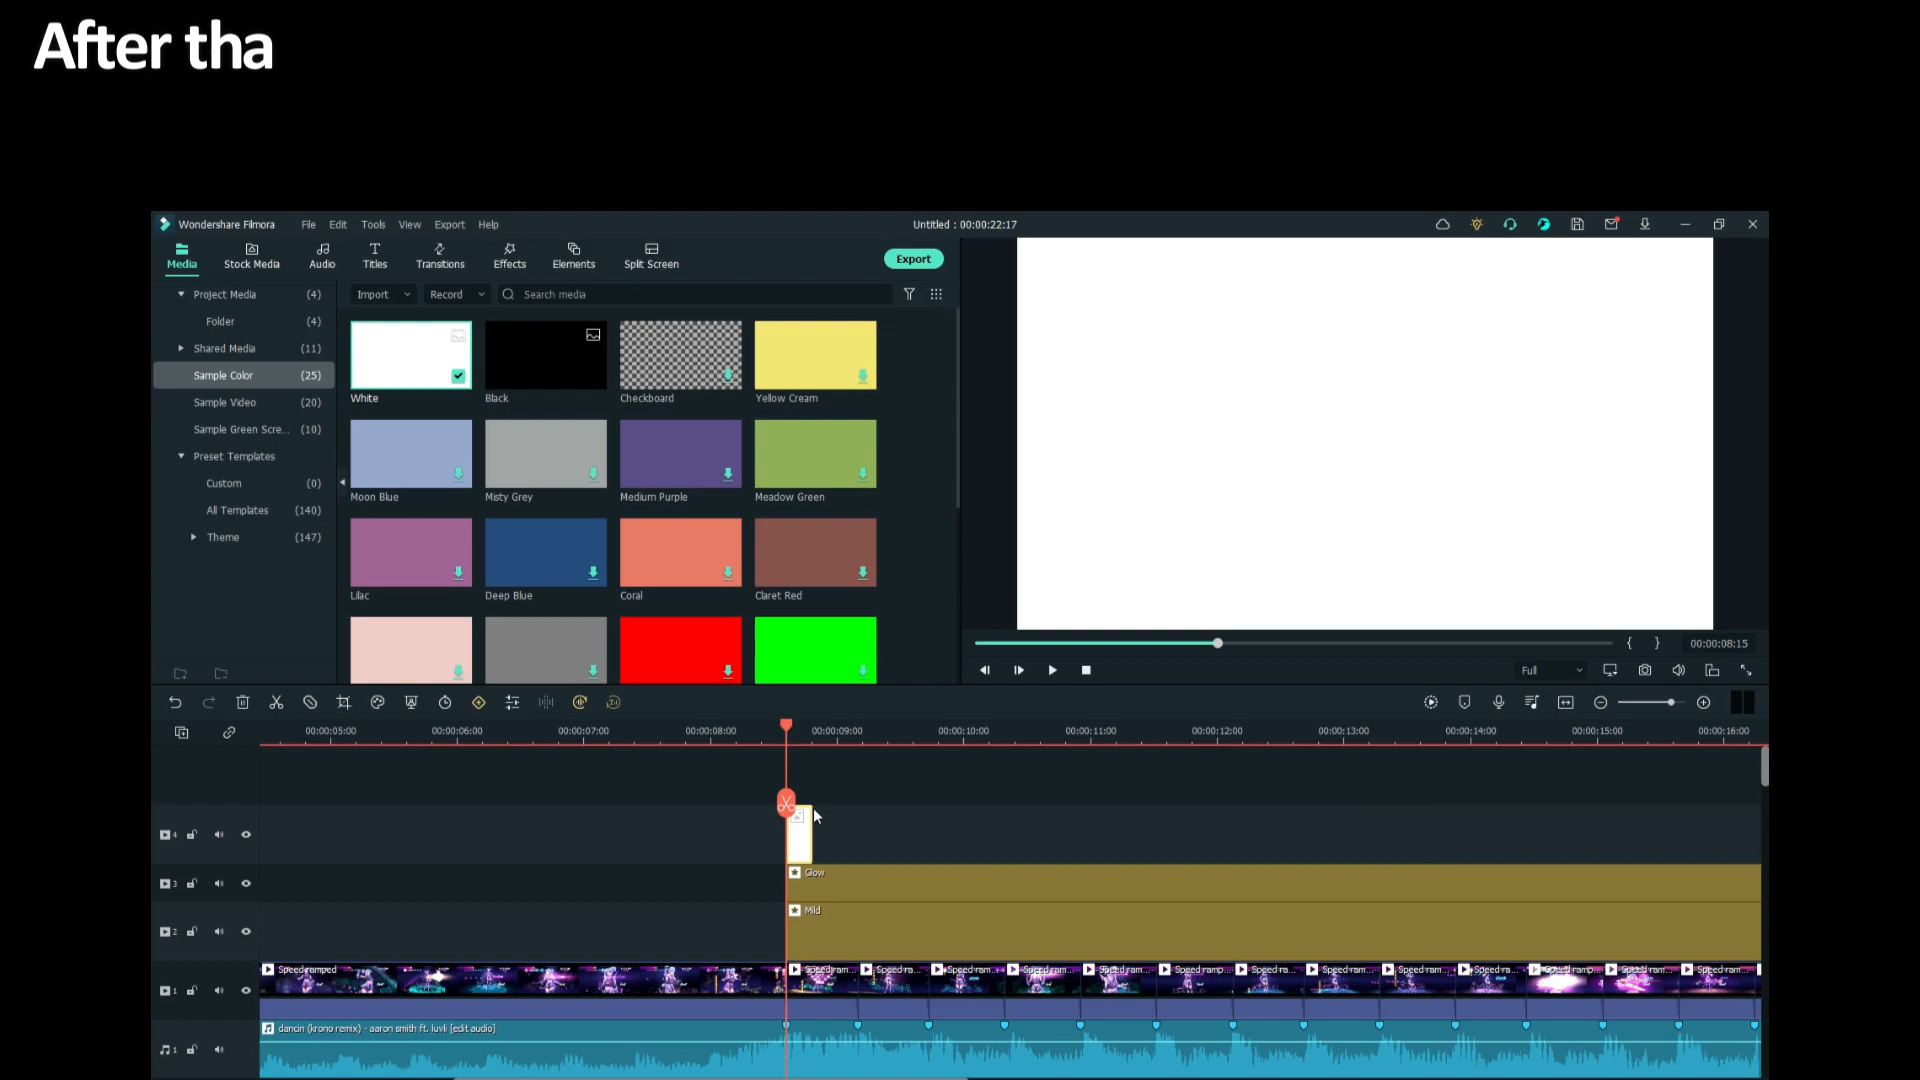 After tha
Wondershare Filmora
File
Edit
Tools
View
Export
Help
Untitled : 00:00:22:17
Media
Stock Media
Audio
Titles
Transitions
Effects
Elements
Split Screen
Export
Project Media (4)
Folder (4)
Shared Media (11)
Sample Color (25)
Sample Video (20)
Sample Green Scre... (10)
Preset Templates
Custom (0)
All Templates (140)
Theme (147)
Import
Record
Search media
White
Black
Checkboard
Yellow Cream
Moon Blue
Misty Grey
Medium Purple
Meadow Green
Lilac
Deep Blue
Coral
Claret Red
{ } 00:00:08:15
Full
00:00:05:00
00:00:06:00
00:00:07:00
00:00:08:00
00:00:09:00
00:00:10:00
00:00:11:00
00:00:12:00
00:00:13:00
00:00:14:00
00:00:15:00
00:00:16:00
4
3
Glow
2
Mild
1
Speed ramped
Speed ram...
Speed ra...
Speed ram...
Speed ram...
Speed ram...
Speed ramp...
Speed ra...
Speed ram...
Speed ram...
Speed ra...
Speed ramp...
Speed ram...
Speed ram...
1
dancin (krono remix) - aaron smith ft. luvli [edit audio]